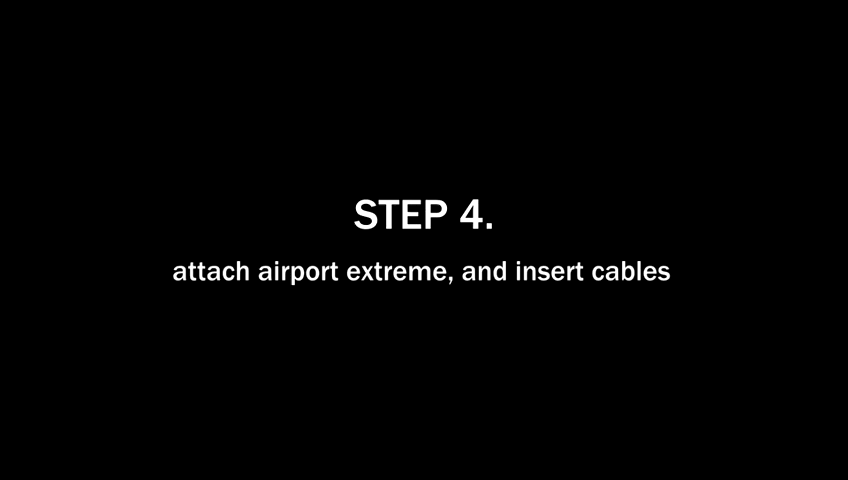 STEP 4.
attach airport extreme, and insert cables